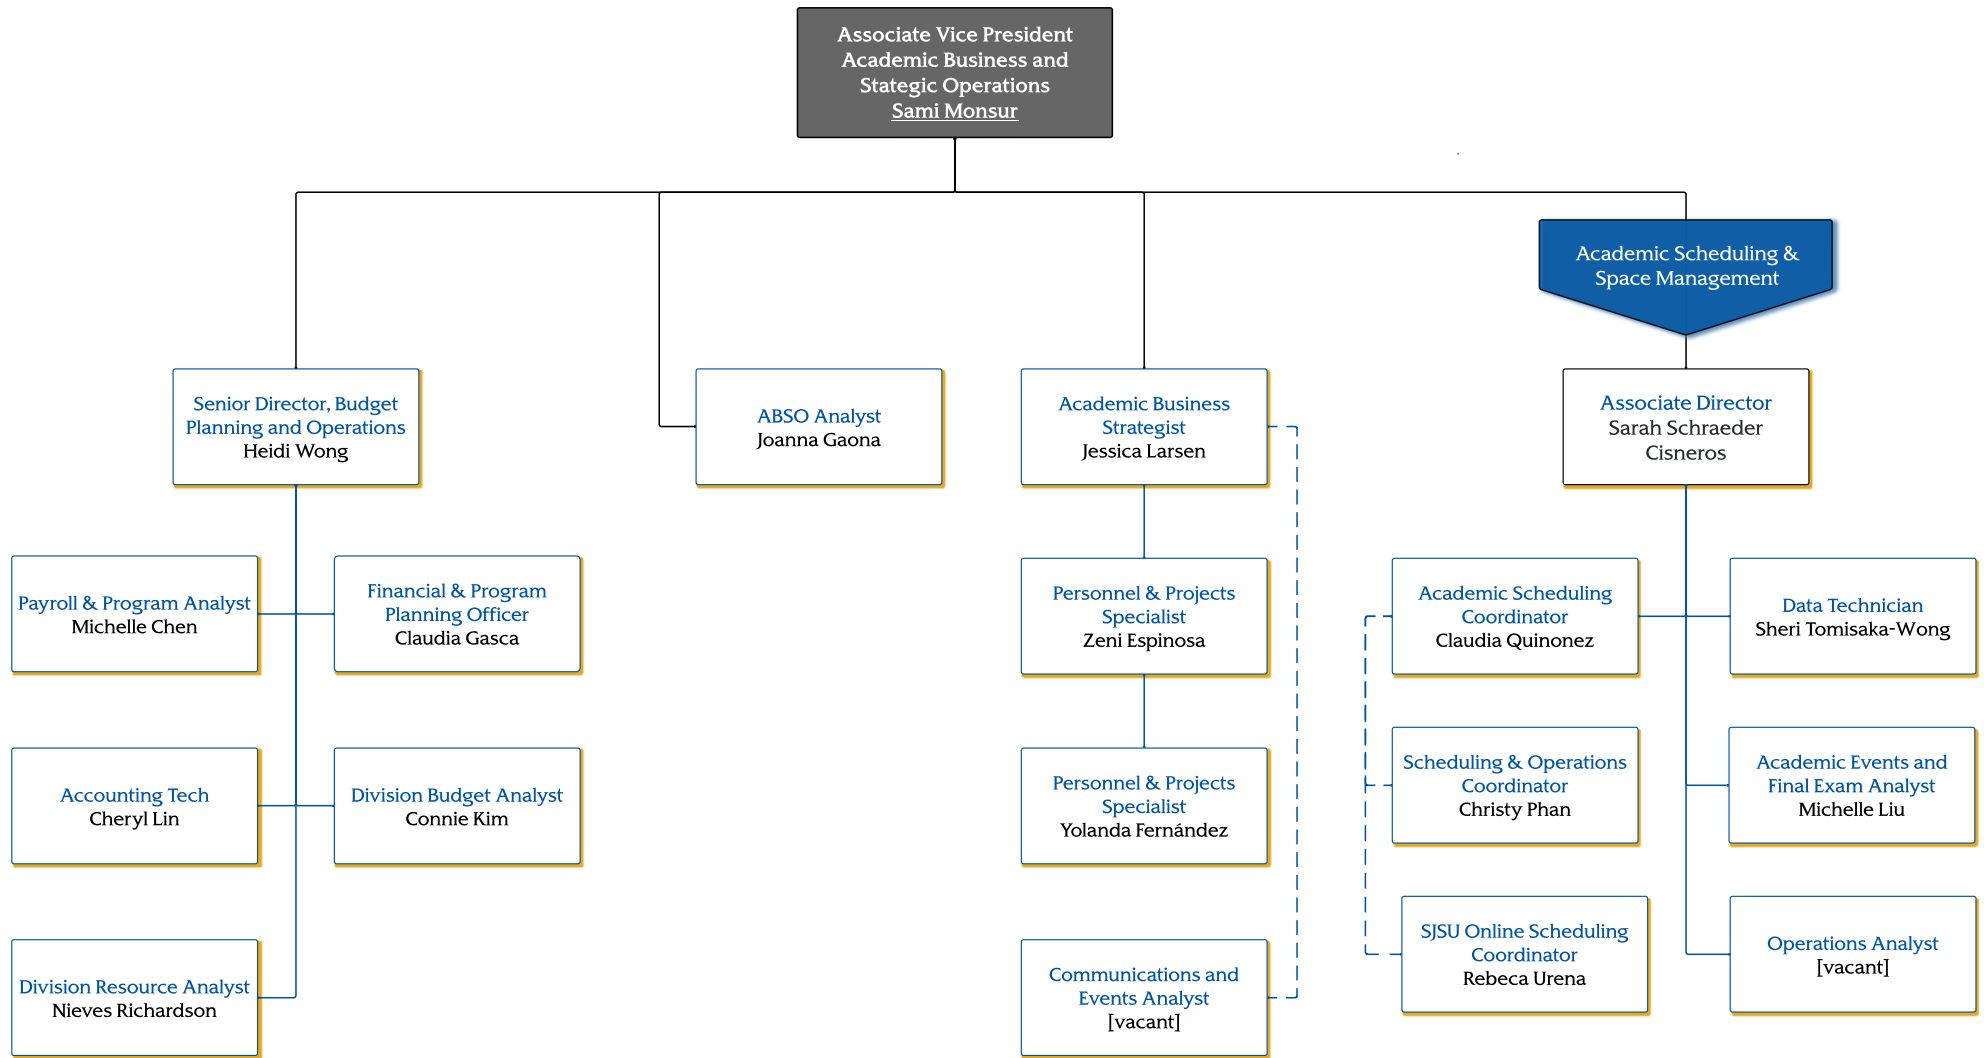 Associate Vice President
Academic Business and
Stategic Operations
Sami Monsur
Academic Scheduling &
Space Management
Senior Director, Budget
Planning and Operations
Heidi Wong
ABSO Analyst
Joanna Gaona
Academic Business
Strategist
Jessica Larsen
Associate Director
Sarah Schraeder
Cisneros
Payroll & Program Analyst
Michelle Chen
Financial & Program
Planning Officer
Claudia Gasca
Personnel & Projects
Specialist
Zeni Espinosa
Academic Scheduling
Coordinator
Claudia Quinonez
Data Technician
Sheri Tomisaka-Wong
Accounting Tech
Cheryl Lin
Division Budget Analyst
Connie Kim
Personnel & Projects
Specialist
Yolanda Fernández
Scheduling & Operations
Coordinator
Christy Phan
Academic Events and
Final Exam Analyst
Michelle Liu
Division Resource Analyst
Nieves Richardson
Communications and
Events Analyst
[vacant]
SJSU Online Scheduling
Coordinator
Rebeca Urena
Operations Analyst
[vacant]